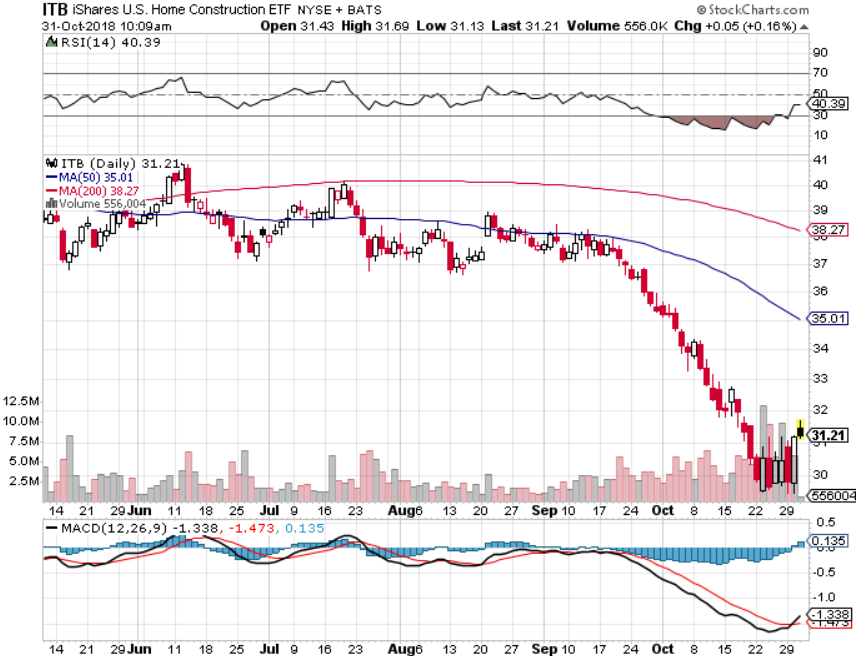 ITB iShares U.S. Home Construction ETF NYSE + BATS © StockCharts.com
31-Oct-2018 10:09am Open 31.43 High 31.69 Low 31.13 Last 31.21 Volume 556.0K Chg +0.05 (+0.16%)
RSI(14) 40.39
90
70
50
40.39
30
10
ITB (Daily) 31.21
MA(50) 35.01
MA(200) 38.27
Volume 556,004
41
40
39
38.27
38
37
36
35.01
34
33
32
31.21
31
30
556004
12.5M
10.0M
7.5M
5.0M
2.5M
14 21 29 Jun 11 18 25 Jul 9 16 23 Aug 6 13 20 27 Sep 10 17 24 Oct 8 15 22 29
MACD(12,26,9) -1.338, -1.473, 0.135
0.5
0.135
0.0
-0.5
-1.0
-1.338
-1.473
14 21 29 Jun 11 18 25 Jul 9 16 23 Aug 6 13 20 27 Sep 10 17 24 Oct 8 15 22 29